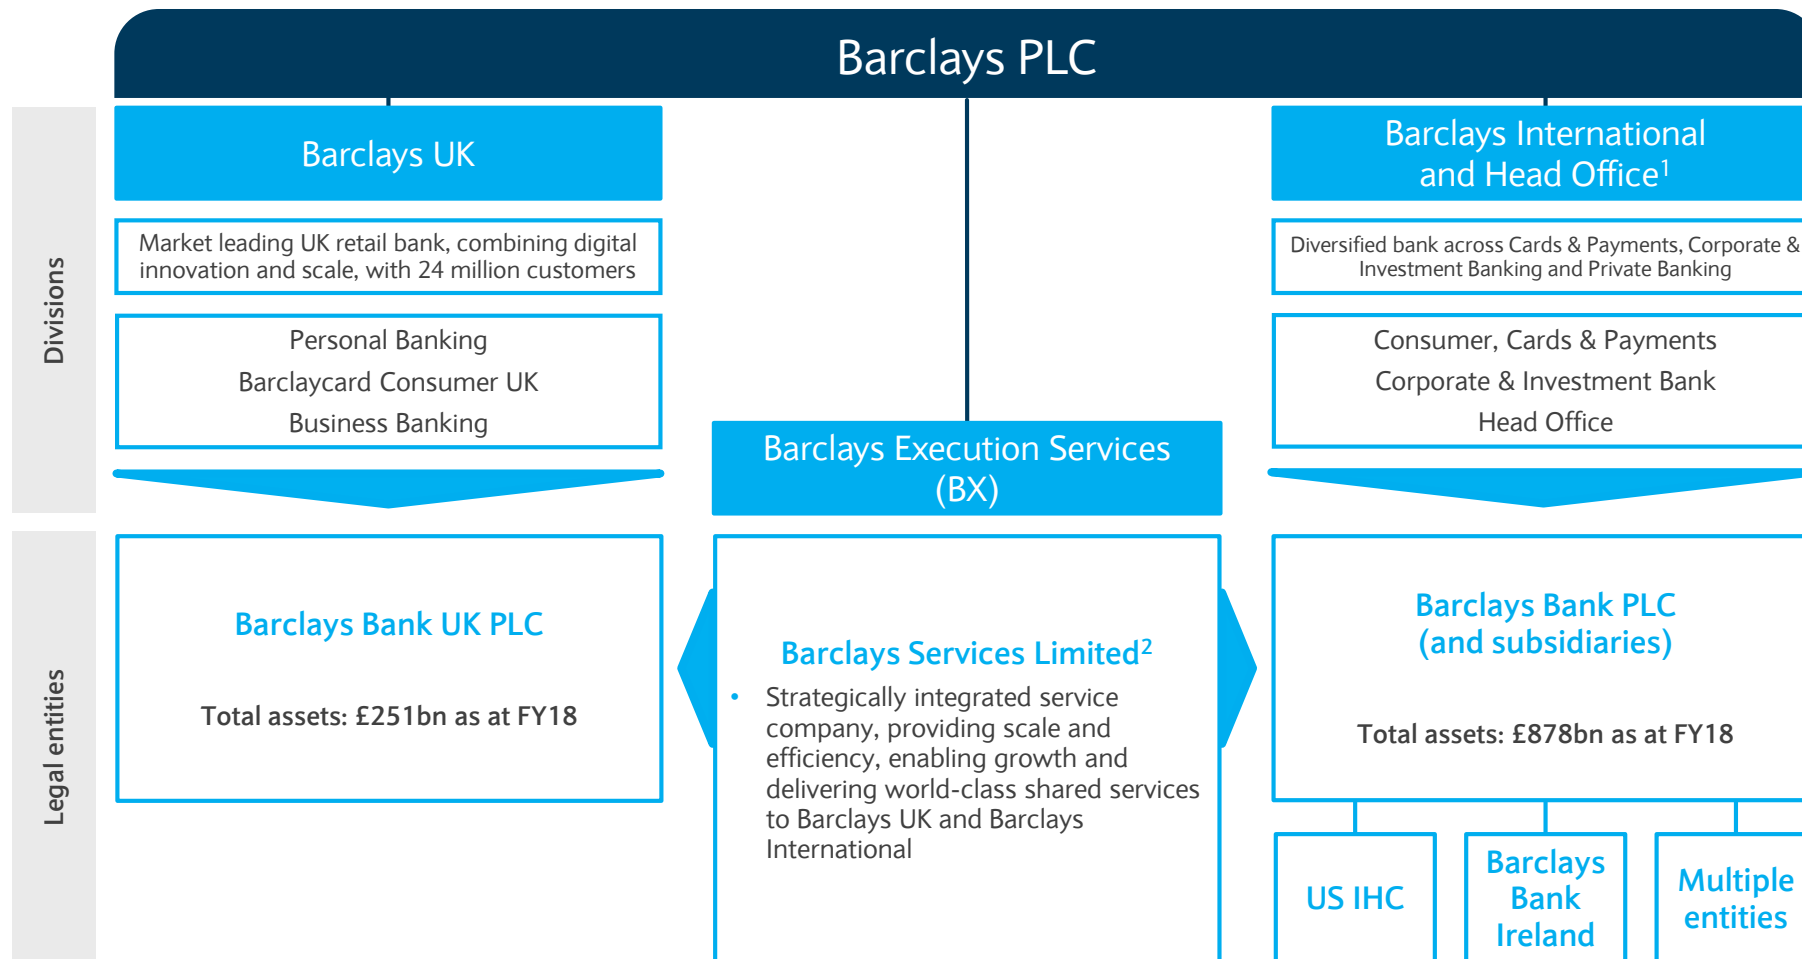 Barclays PLC
Divisions
Barclays UK
Market leading UK retail bank, combining digital
innovation and scale, with 24 million customers
Personal Banking
Barclaycard Consumer UK
Business Banking
Barclays International
and Head Office¹
Diversified bank across Cards & Payments, Corporate &
Investment Banking and Private Banking
Consumer, Cards & Payments
Corporate & Investment Bank
Head Office
Barclays Execution Services
(BX)
Legal entities
Barclays Bank UK PLC
Total assets: £251bn as at FY18
Barclays Services Limited²
• Strategically integrated service
company, providing scale and
efficiency, enabling growth and
delivering world-class shared services
to Barclays UK and Barclays
International
Barclays Bank PLC
(and subsidiaries)
Total assets: £878bn as at FY18
US IHC
Barclays
Bank
Ireland
Multiple
entities